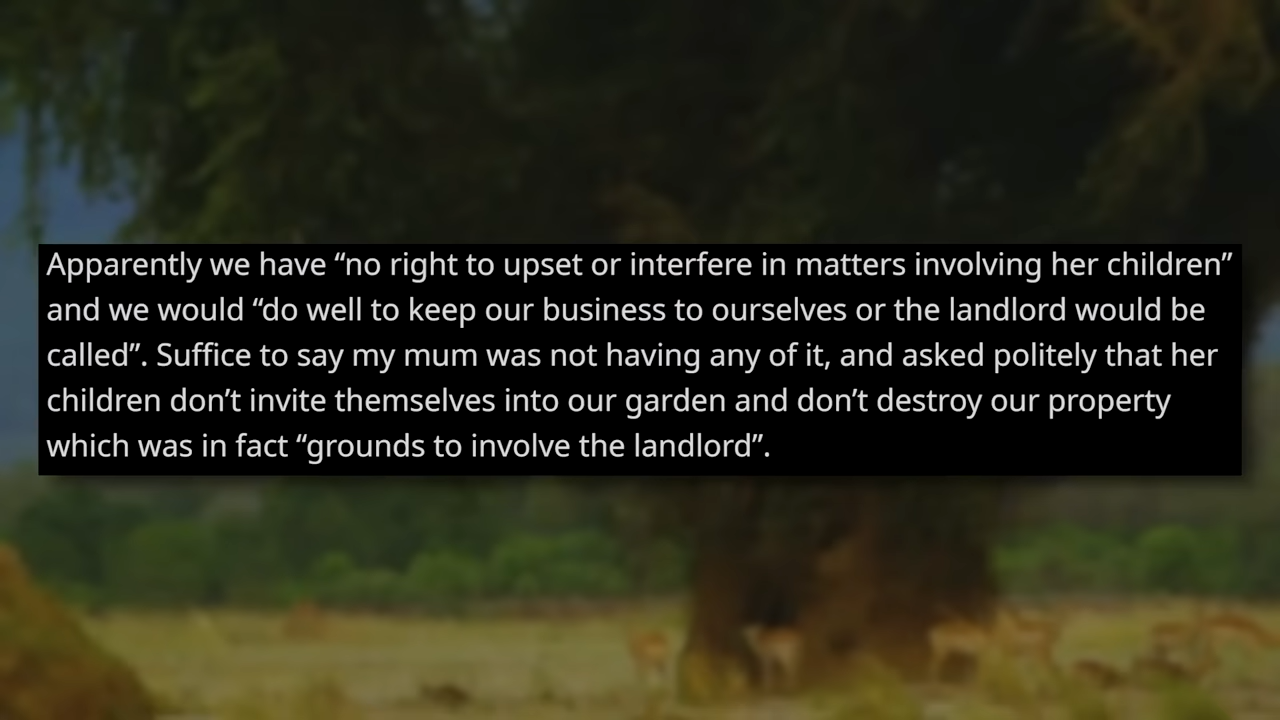 Apparently we have “no right to upset or interfere in matters involving her children”
and we would “do well to keep our business to ourselves or the landlord would be
called”. Suffice to say my mum was not having any of it, and asked politely that her
children don’t invite themselves into our garden and don’t destroy our property
which was in fact “grounds to involve the landlord”.